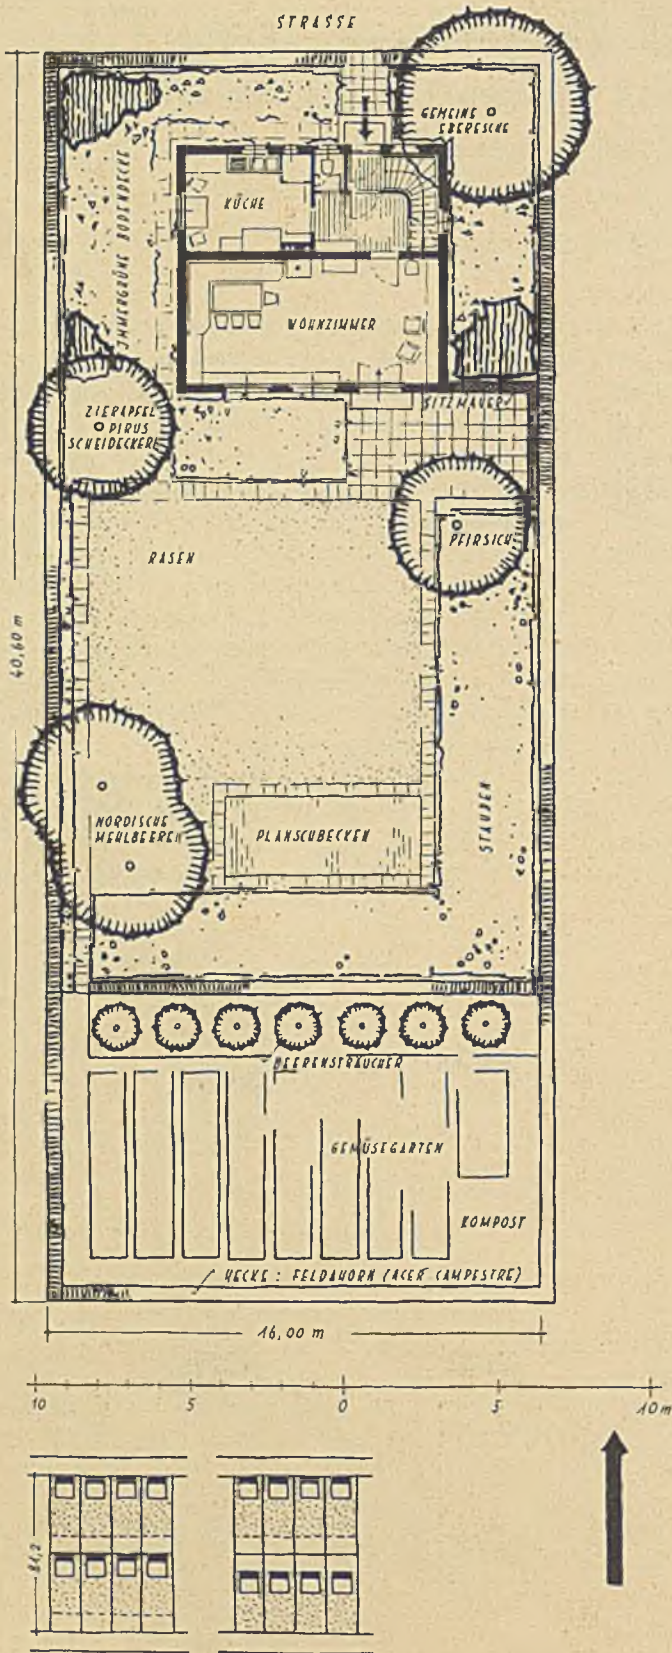 STRASSE
GEMEINE
EBERESCHE
KÜCHE
IMMERGRÜNE BODENDECKE
WOHNZIMMER
ZIERAPFEL
PIRUS
SCHEIDECKERI
SITZMAUER
PFIRSICH
RASEN
40,60 m
NORDISCHE
MEHLBEEREN
PLANSCHBECKEN
STAUDEN
BEERENSTRÄUCHER
GEMÜSEGARTEN
KOMPOST
HECKE : FELDAHORN (ACER CAMPESTRE)
16,00 m
10 5 0 5 10 m
81,2